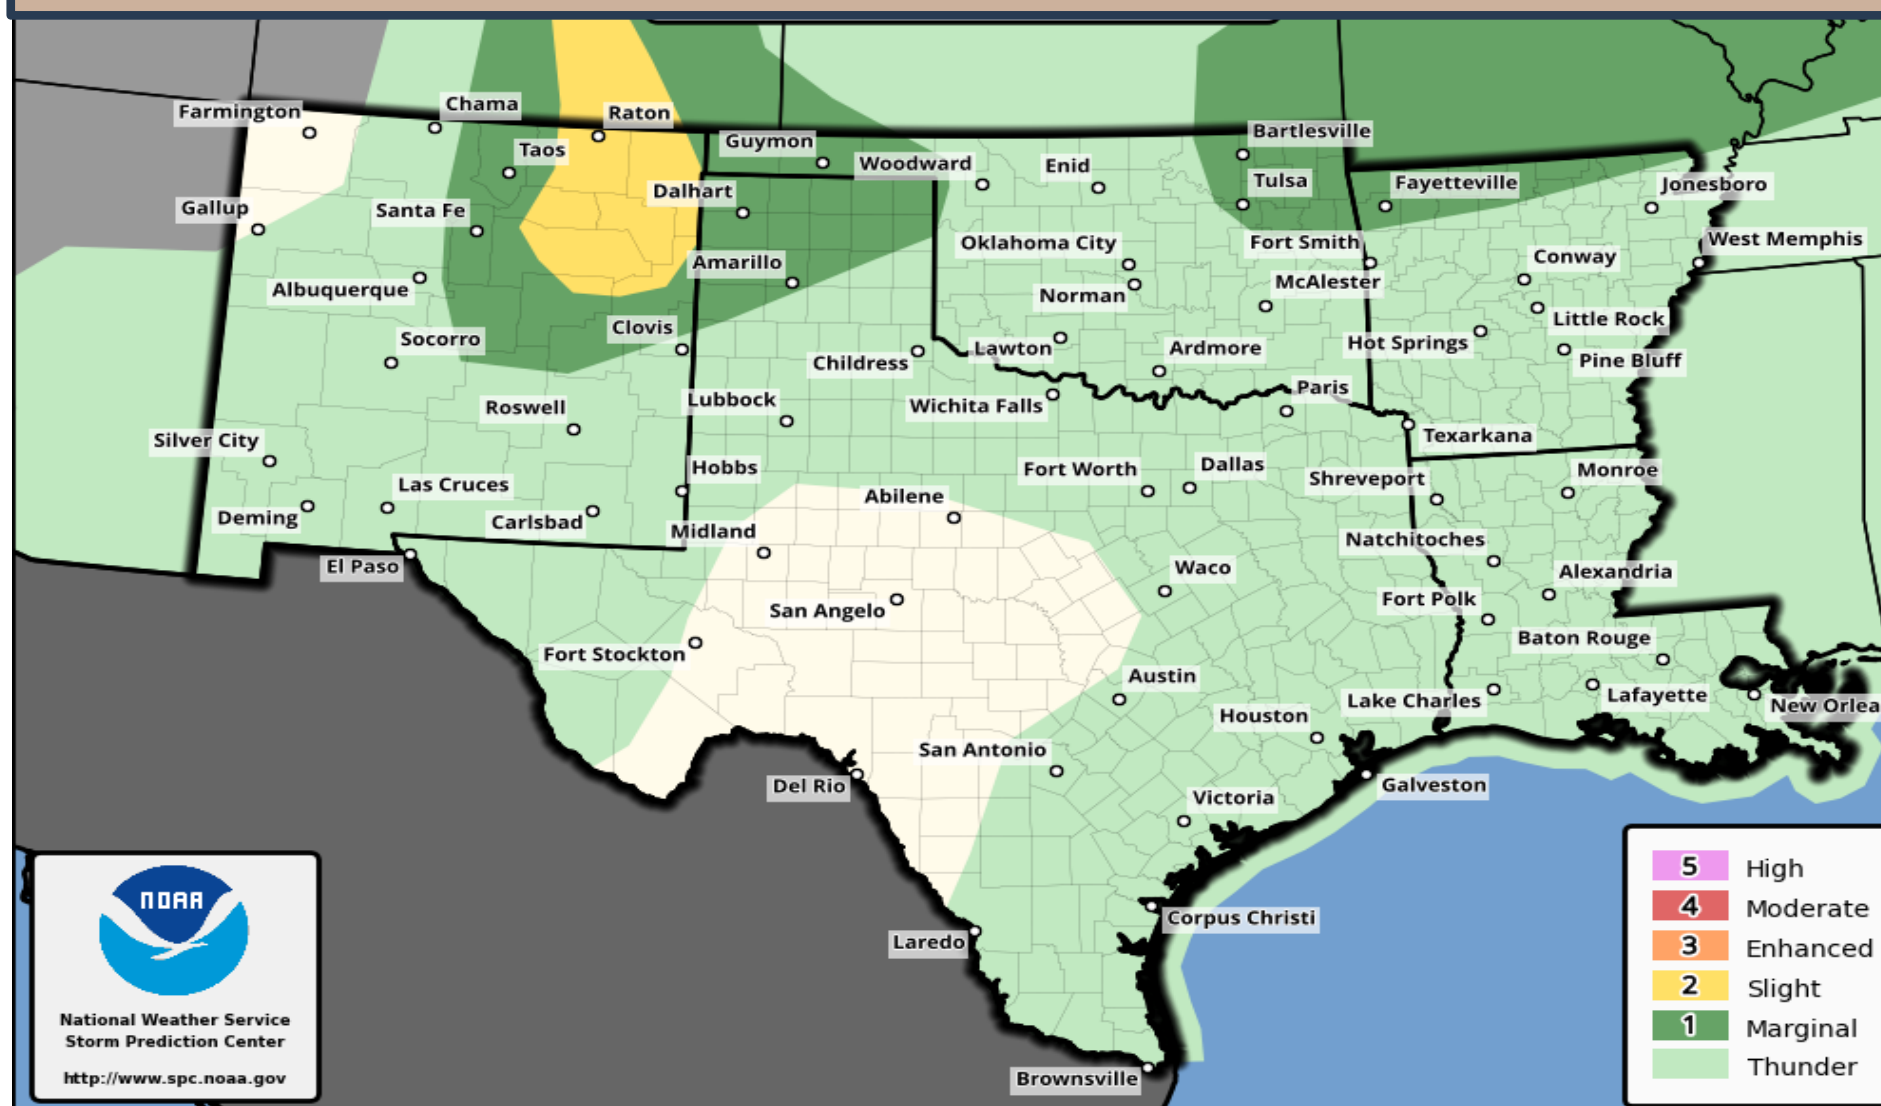 Farmington
Chama
Raton
Guymon
Bartlesville
Taos
Woodward
Enid
Dalhart
Tulsa
Fayetteville
Jonesboro
Gallup
Santa Fe
Oklahoma City
Fort Smith
West Memphis
Amarillo
Conway
Albuquerque
Norman
McAlester
Little Rock
Clovis
Socorro
Childress
Lawton
Ardmore
Hot Springs
Pine Bluff
Paris
Lubbock
Wichita Falls
Roswell
Silver City
Texarkana
Hobbs
Fort Worth
Dallas
Shreveport
Monroe
Las Cruces
Abilene
Deming
Carlsbad
Midland
Natchitoches
El Paso
Waco
Alexandria
San Angelo
Fort Polk
Fort Stockton
Baton Rouge
Austin
Lake Charles
Lafayette
New Orlea
Houston
San Antonio
Del Rio
Galveston
Victoria
Corpus Christi
Laredo
Brownsville
NOAA
National Weather Service
Storm Prediction Center
http://www.spc.noaa.gov
5 High
4 Moderate
3 Enhanced
2 Slight
1 Marginal
Thunder